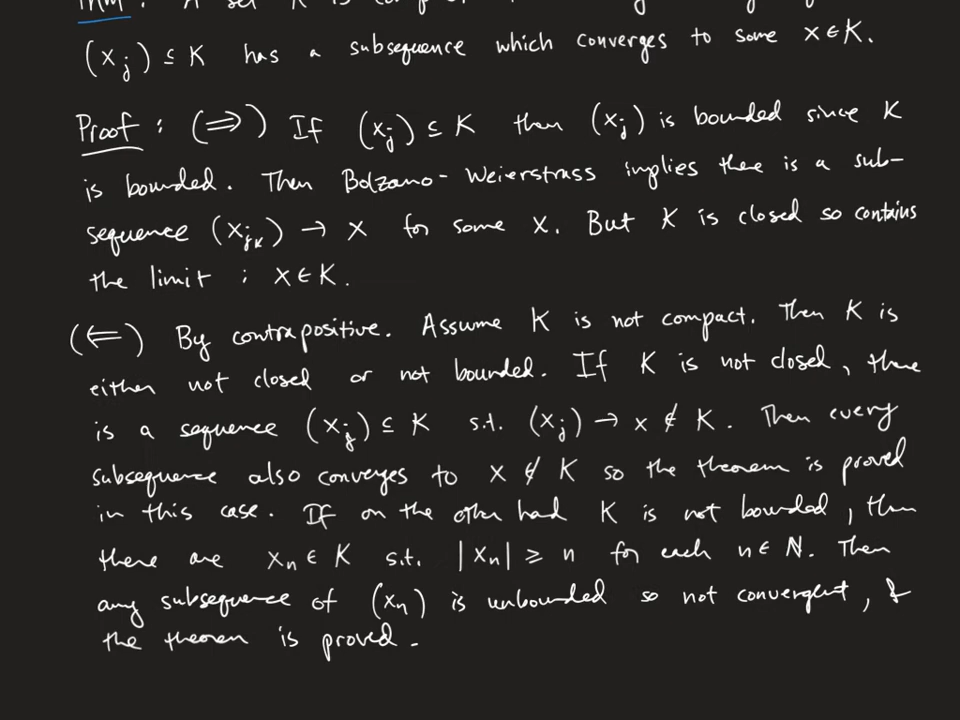 Thm: A set K is
(x_j) ⊆ K has a subsequence which converges to some x ∈ K.
Proof: (⇒) If (x_j) ⊆ K then (x_j) is bounded since K
is bounded. Then Bolzano-Weierstrass implies there is a sub-
sequence (x_{j_k}) → x for some x. But K is closed so contains
the limit; x ∈ K.
(⇐) By contrapositive. Assume K is not compact. Then K is
either not closed or not bounded. If K is not closed, there
is a sequence (x_j) ⊆ K s.t. (x_j) → x ∉ K. Then every
subsequence also converges to x ∉ K so the theorem is proved
in this case. If on the other hand K is not bounded, then
there are x_n ∈ K s.t. |x_n| ≥ n for each n ∈ N. Then
any subsequence of (x_n) is unbounded so not convergent, &
the theorem is proved.